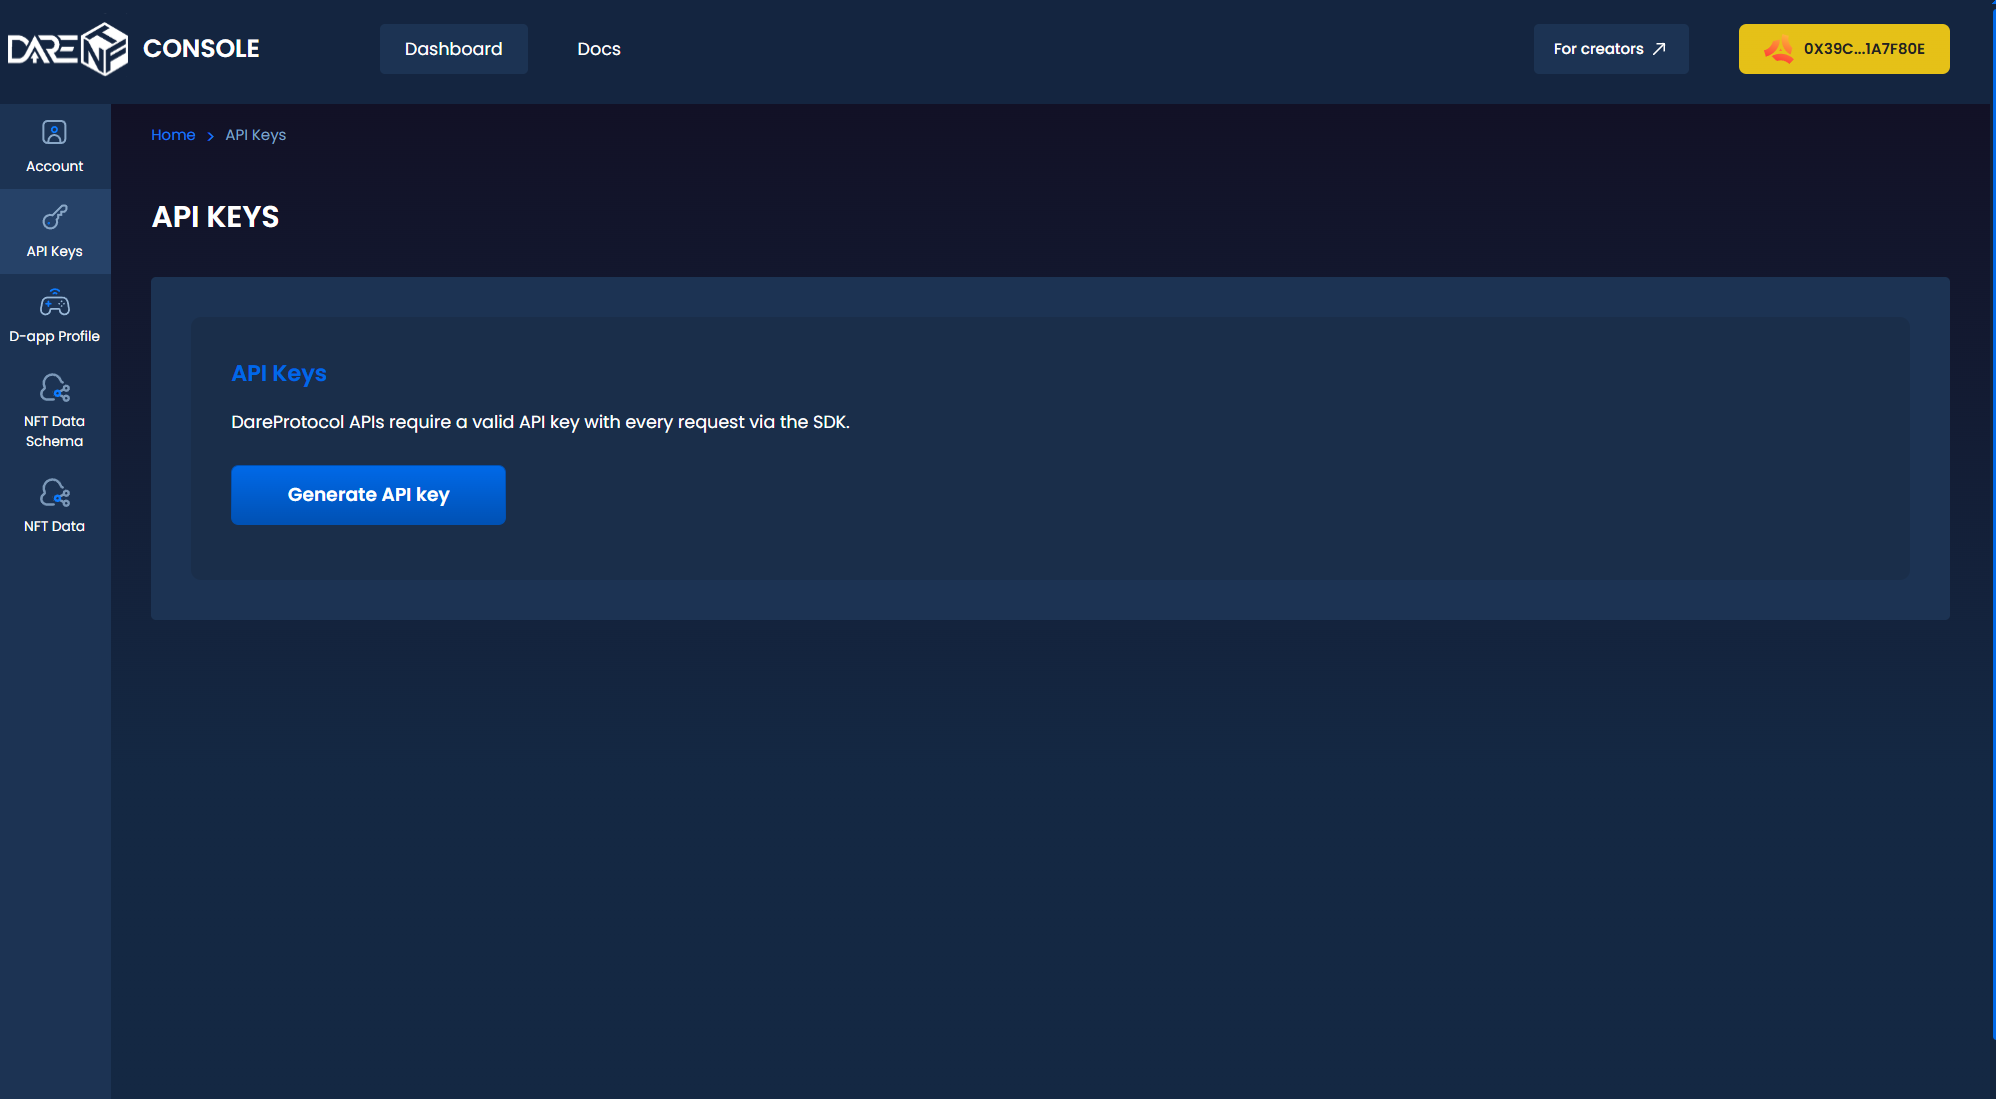 DARE NFT CONSOLE
Dashboard
Docs
For creators
0X39C...1A7F80E
Account
API Keys
D-app Profile
NFT Data
Schema
NFT Data
Home > API Keys
API KEYS
API Keys
DareProtocol APIs require a valid API key with every request via the SDK.
Generate API key